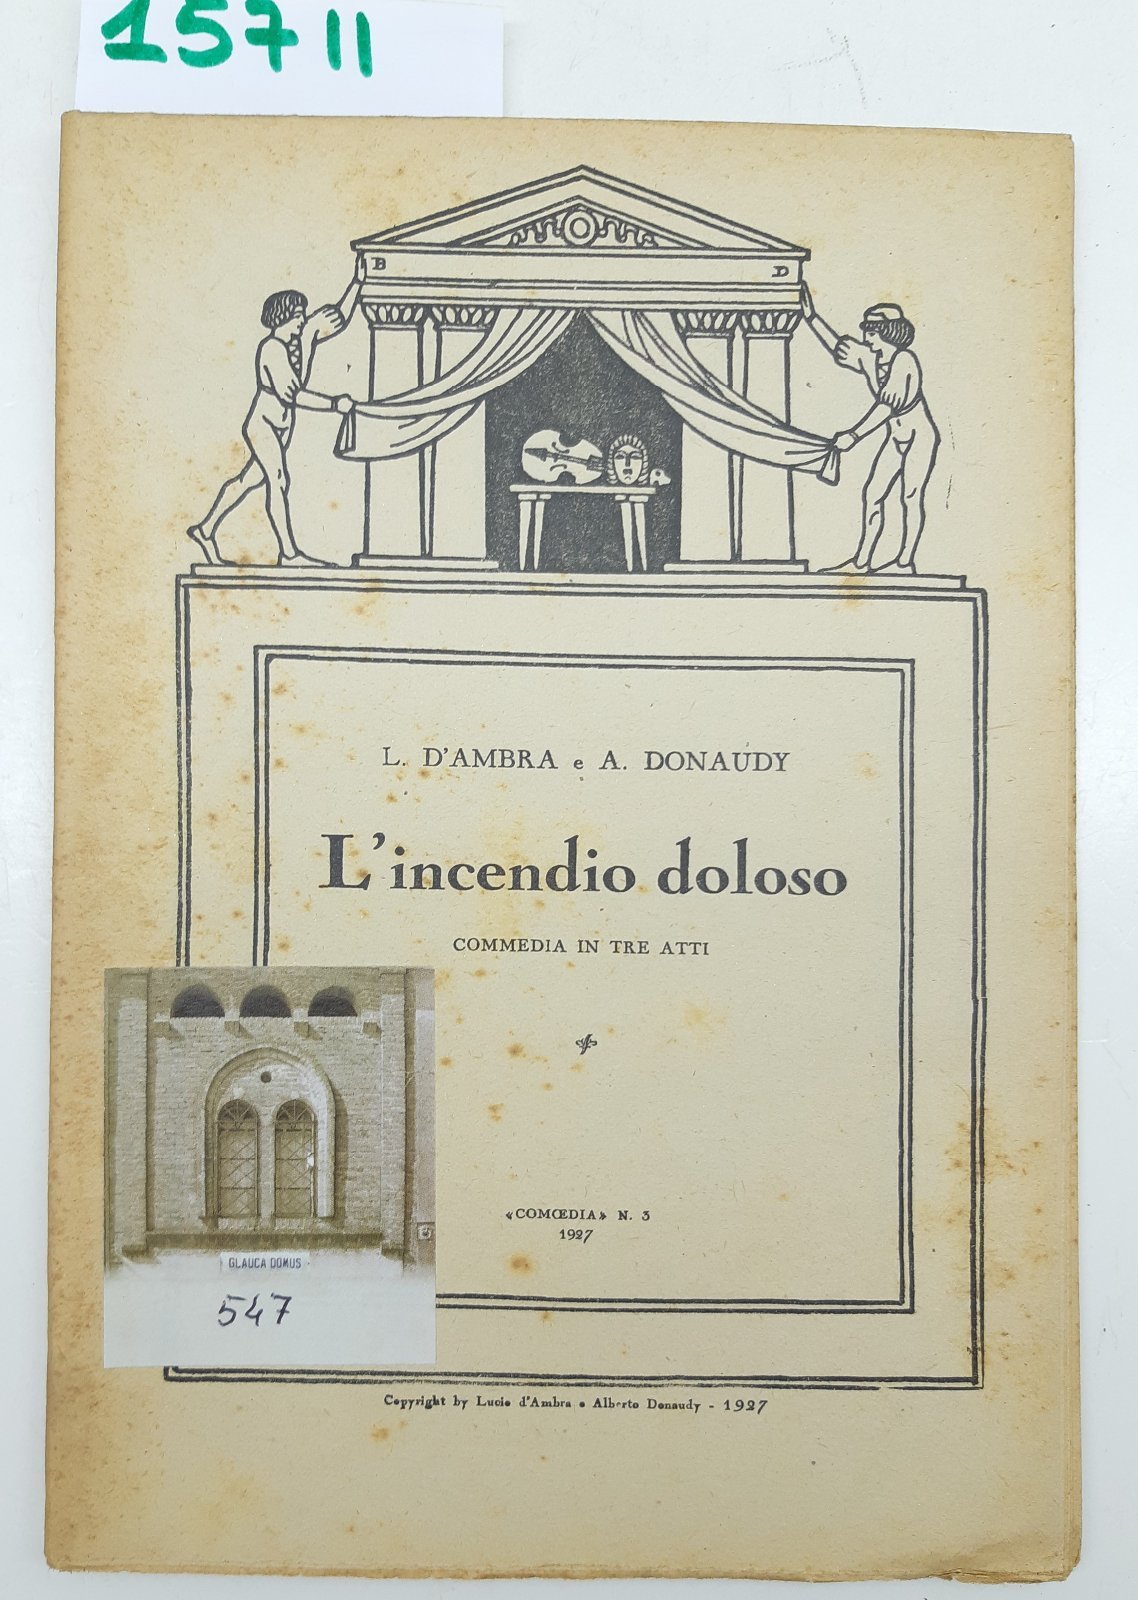 15711
B D
L. D'AMBRA e A. DONAUDY
L'incendio doloso
COMMEDIA IN TRE ATTI
«COMŒDIA» N. 3
1927
GLAUCA DOMUS
547
Copyright by Lucio d'Ambra e Alberto Donaudy - 1927